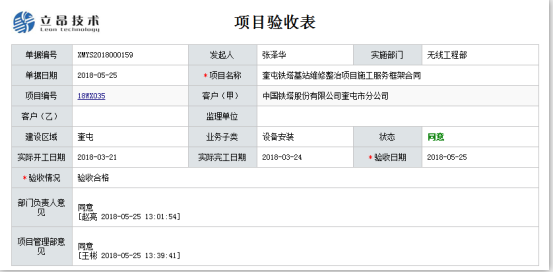 立昂技术
Leon technology
项目验收表
单据编号 XMYS2018000159 发起人 张泽华 实施部门 无线工程部
单据日期 2018-05-25 *项目名称 奎屯铁塔基站维修整治项目施工服务框架合同
项目编号 18WX035 客户（甲） 中国铁塔股份有限公司奎屯市分公司
客户（乙） 监理单位
建设区域 奎屯 业务子类 设备安装 状态 同意
实际开工日期 2018-03-21 实际完工日期 2018-03-24 *验收日期 2018-05-25
*验收情况 验收合格
部门负责人意见
同意
[赵亮 2018-05-25 13:01:54]
项目管理部意见
同意
[王彬 2018-05-25 13:39:41]